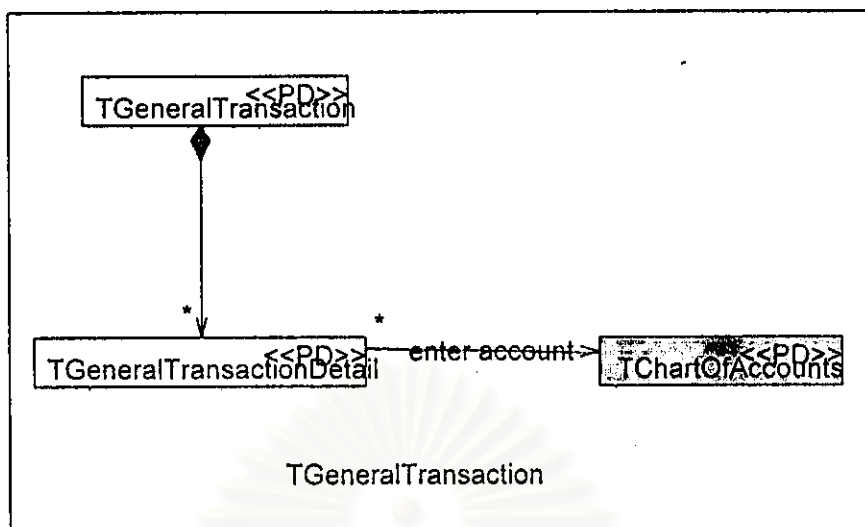 <<PD>>
TGeneralTransaction
*
*
<<PD>>
TGeneralTransactionDetail
enter account
<<PD>>
TChartOfAccounts
TGeneralTransaction